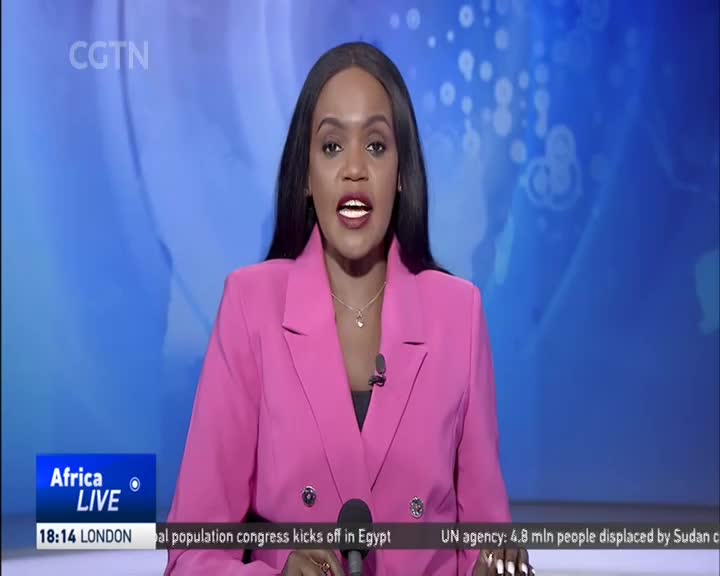 CGTN
Africa
LIVE
18:14 LONDON
al population congress kicks off in Egypt
UN agency: 4.8 mln people displaced by Sudan c